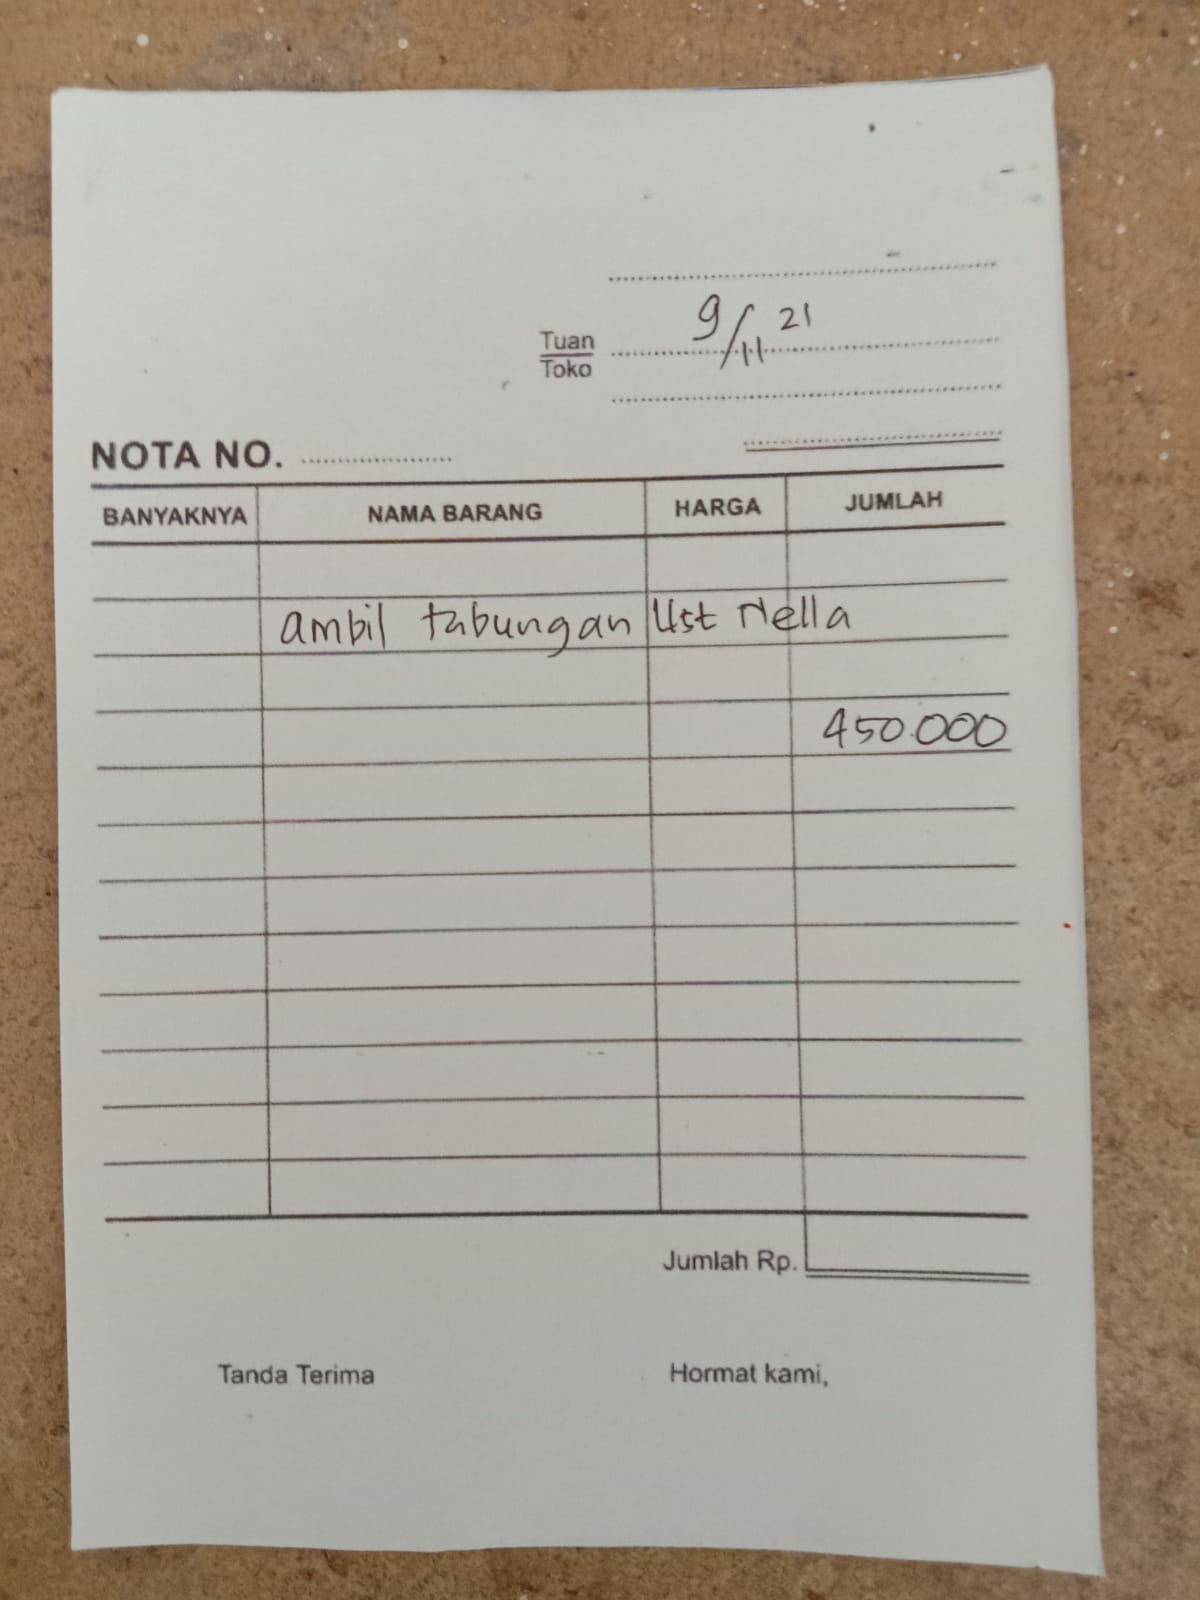 9/11 21
Tuan
Toko
NOTA NO.
BANYAKNYA NAMA BARANG HARGA JUMLAH
ambil tabungan Ust Nella
450.000
Jumlah Rp.
Tanda Terima Hormat kami,